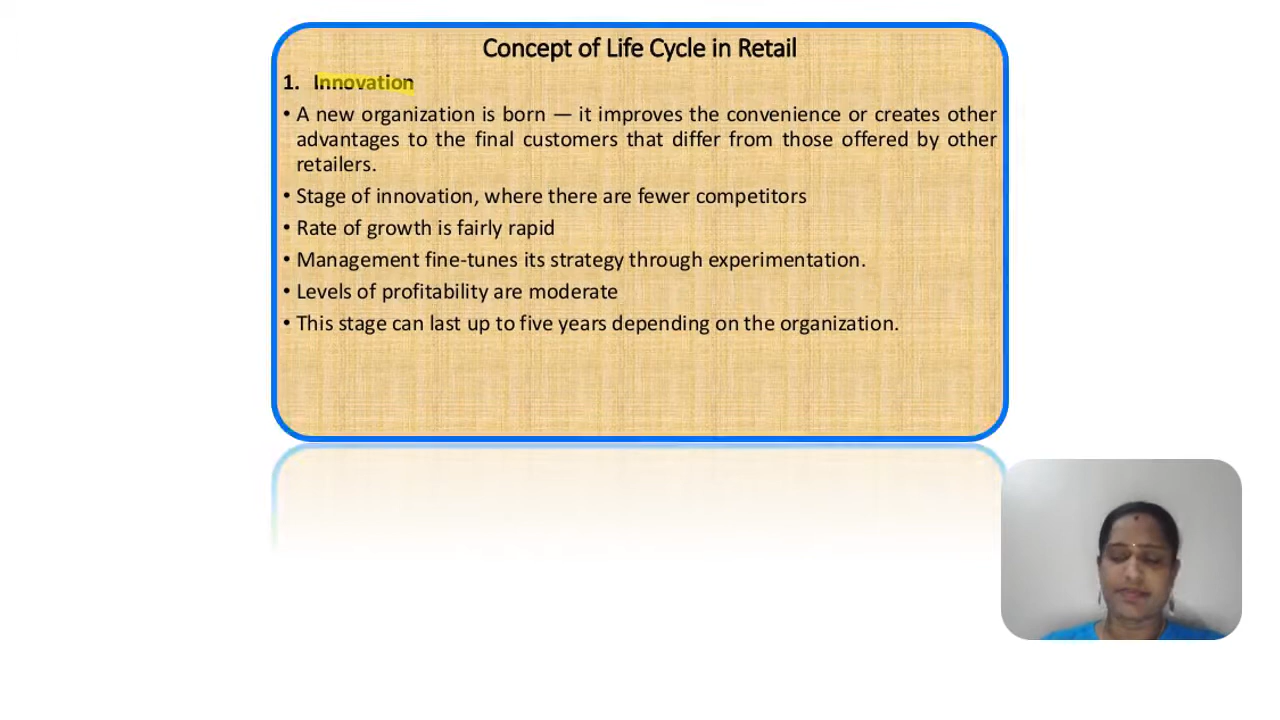 Concept of Life Cycle in Retail
1. Innovation
• A new organization is born — it improves the convenience or creates other
advantages to the final customers that differ from those offered by other
retailers.
• Stage of innovation, where there are fewer competitors
• Rate of growth is fairly rapid
• Management fine-tunes its strategy through experimentation.
• Levels of profitability are moderate
• This stage can last up to five years depending on the organization.